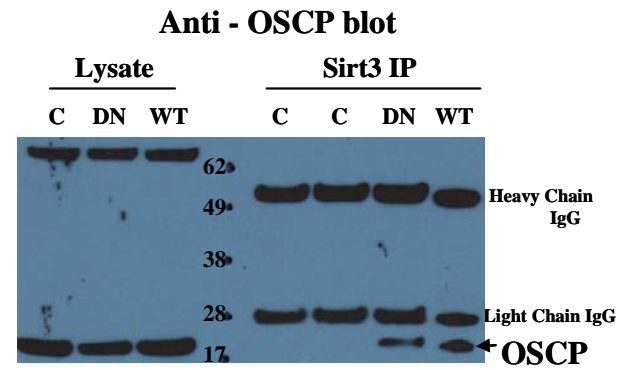 Anti - OSCP blot
Lysate
Sirt3 IP
C DN WT
C C DN WT
62
49
38
28
17
Heavy Chain
IgG
Light Chain IgG
OSCP